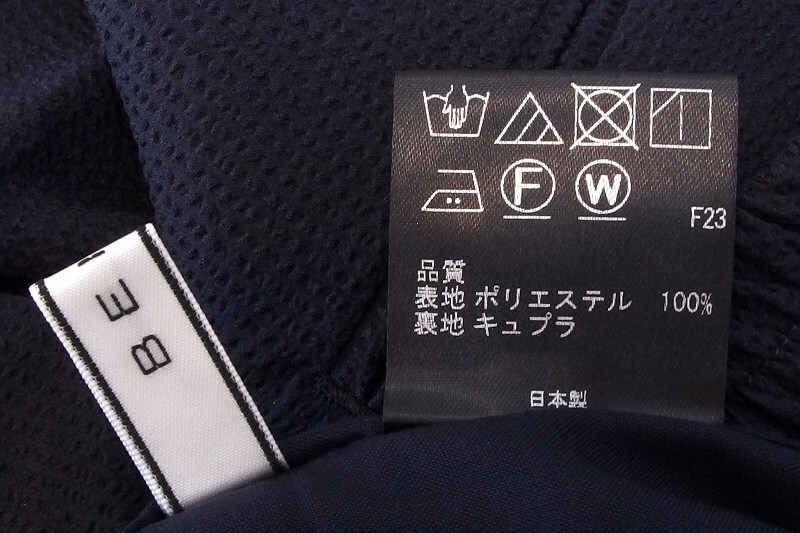 F W
F23
品質
表地 ポリエステル 100%
裏地 キュプラ
日本製
BE